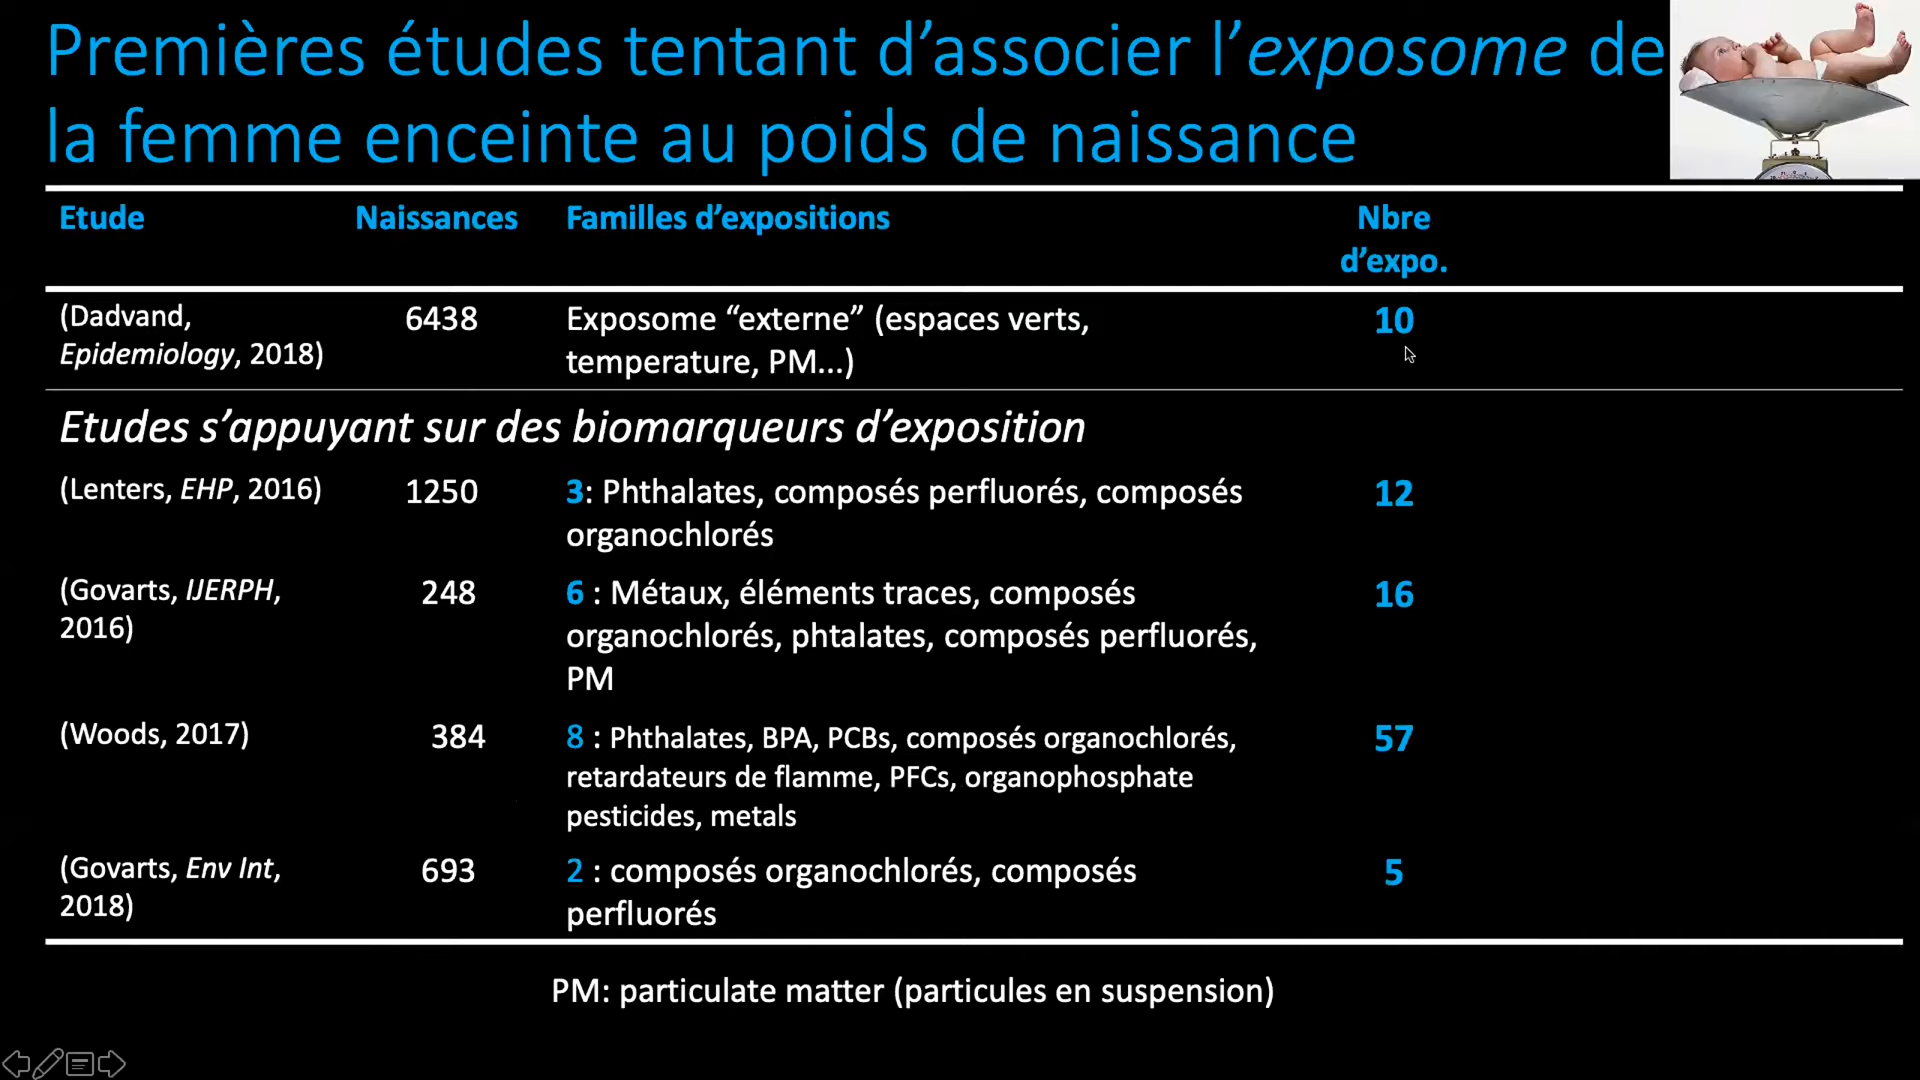 Premières études tentant d’associer l’exposome de
la femme enceinte au poids de naissance
Etude Naissances Familles d’expositions Nbre
d’expo.
(Dadvand, 6438 Exposome “externe” (espaces verts, 10
Epidemiology, 2018) temperature, PM...)
Etudes s’appuyant sur des biomarqueurs d’exposition
(Lenters, EHP, 2016) 1250 3: Phthalates, composés perfluorés, composés 12
organochlorés
(Govarts, IJERPH, 248 6 : Métaux, éléments traces, composés 16
2016) organochlorés, phtalates, composés perfluorés,
PM
(Woods, 2017) 384 8 : Phthalates, BPA, PCBs, composés organochlorés, 57
retardateurs de flamme, PFCs, organophosphate
pesticides, metals
(Govarts, Env Int, 693 2 : composés organochlorés, composés 5
2018) perfluorés
PM: particulate matter (particules en suspension)